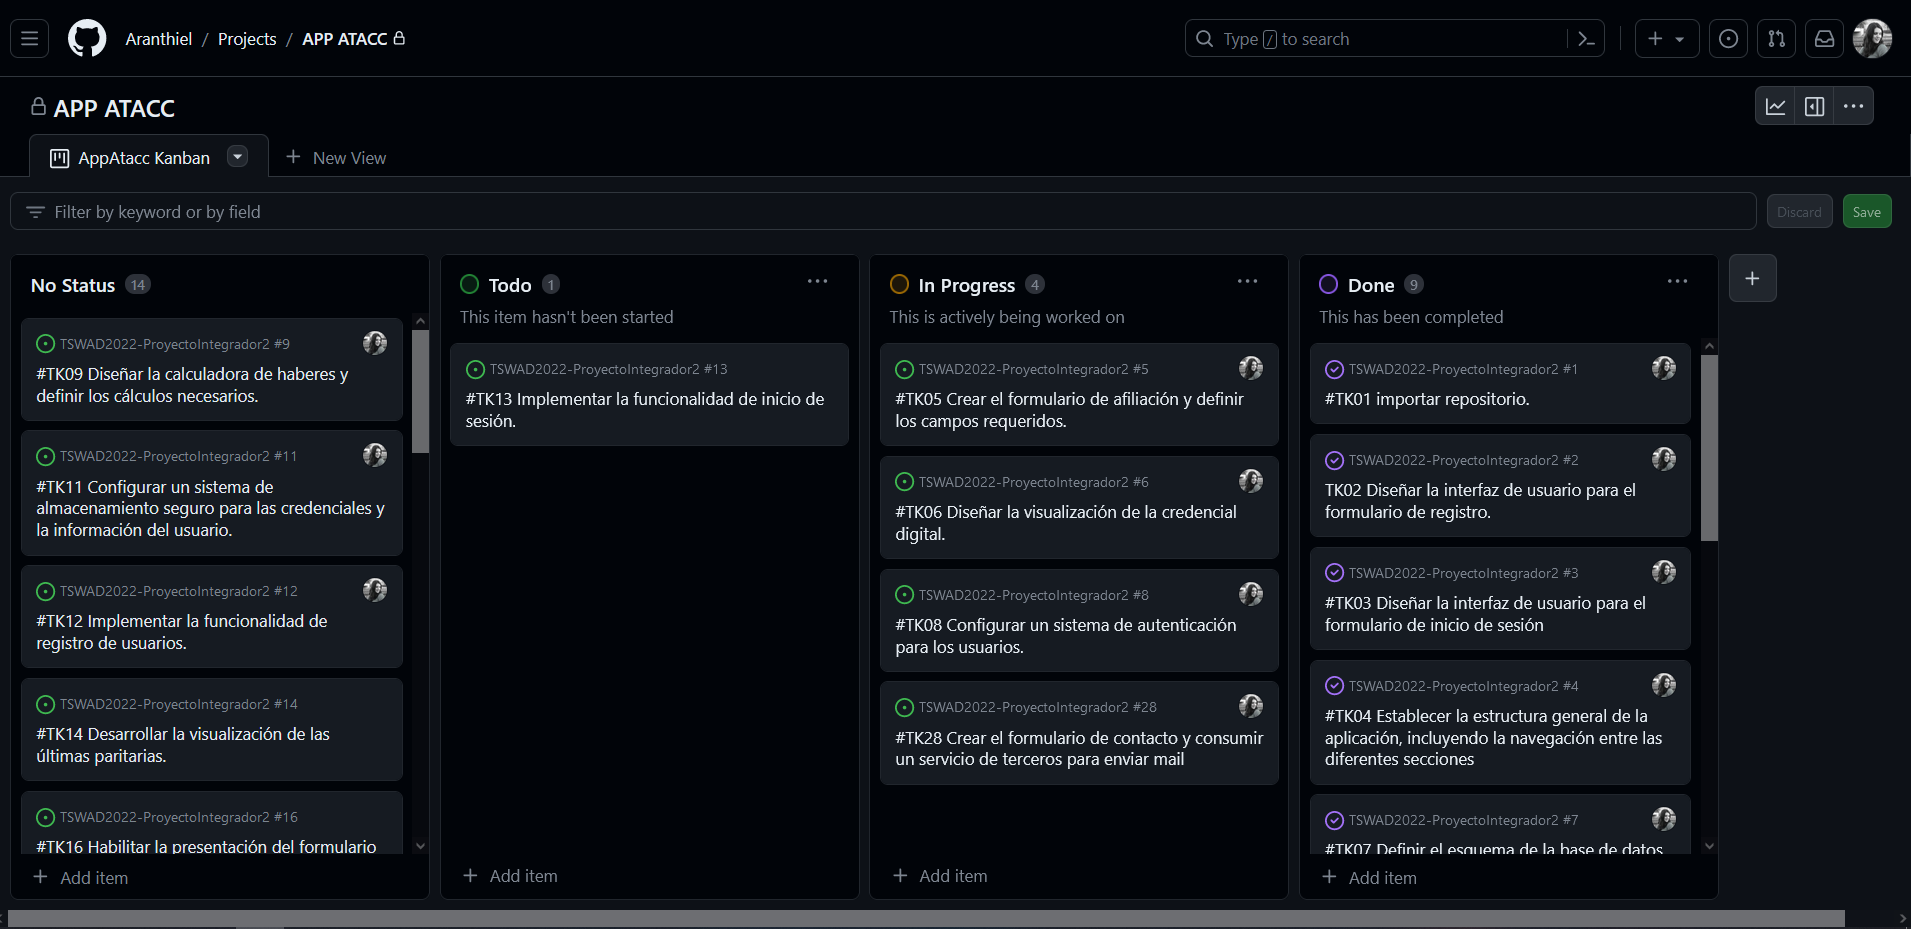 Aranthiel / Projects / APP ATACC
Type / to search
APP ATACC
AppAtacc Kanban
New View
Filter by keyword or by field
Discard
Save
No Status 14
TSWAD2022-ProyectoIntegrador2 #9
#TK09 Diseñar la calculadora de haberes y
definir los cálculos necesarios.
TSWAD2022-ProyectoIntegrador2 #11
#TK11 Configurar un sistema de
almacenamiento seguro para las credenciales y
la información del usuario.
TSWAD2022-ProyectoIntegrador2 #12
#TK12 Implementar la funcionalidad de
registro de usuarios.
TSWAD2022-ProyectoIntegrador2 #14
#TK14 Desarrollar la visualización de las
últimas paritarias.
TSWAD2022-ProyectoIntegrador2 #16
#TK16 Habilitar la presentación del formulario
Add item
Todo 1
This item hasn't been started
TSWAD2022-ProyectoIntegrador2 #13
#TK13 Implementar la funcionalidad de inicio de
sesión.
Add item
In Progress 4
This is actively being worked on
TSWAD2022-ProyectoIntegrador2 #5
#TK05 Crear el formulario de afiliación y definir
los campos requeridos.
TSWAD2022-ProyectoIntegrador2 #6
#TK06 Diseñar la visualización de la credencial
digital.
TSWAD2022-ProyectoIntegrador2 #8
#TK08 Configurar un sistema de autenticación
para los usuarios.
TSWAD2022-ProyectoIntegrador2 #28
#TK28 Crear el formulario de contacto y consumir
un servicio de terceros para enviar mail
Add item
Done 9
This has been completed
TSWAD2022-ProyectoIntegrador2 #1
#TK01 importar repositorio.
TSWAD2022-ProyectoIntegrador2 #2
TK02 Diseñar la interfaz de usuario para el
formulario de registro.
TSWAD2022-ProyectoIntegrador2 #3
#TK03 Diseñar la interfaz de usuario para el
formulario de inicio de sesión
TSWAD2022-ProyectoIntegrador2 #4
#TK04 Establecer la estructura general de la
aplicación, incluyendo la navegación entre las
diferentes secciones
TSWAD2022-ProyectoIntegrador2 #7
#TK07 Definir el esquema de la base de datos
Add item